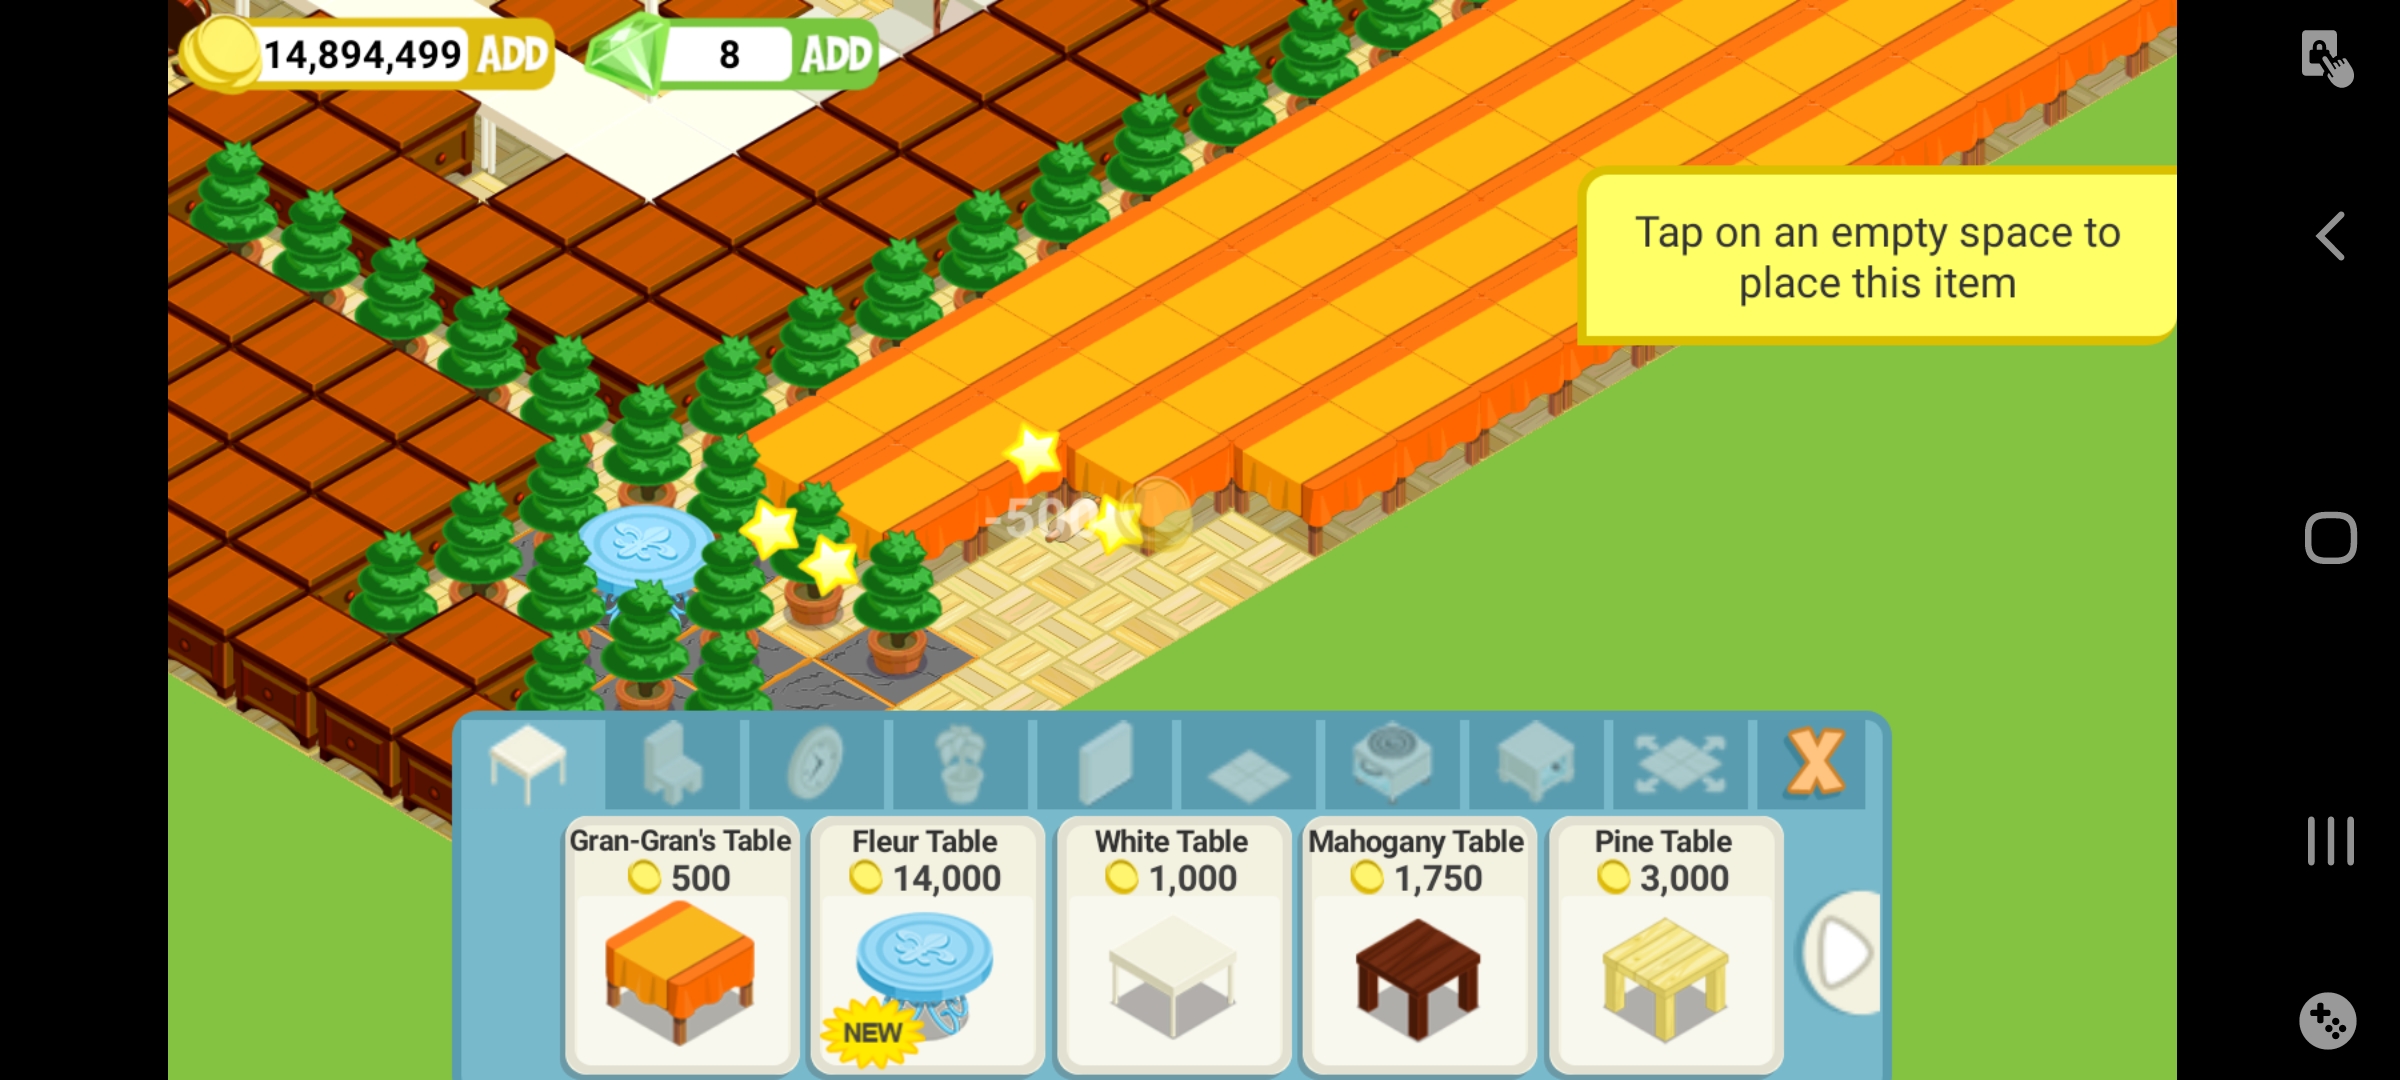 14,894,499 ADD
8 ADD
Tap on an empty space to
place this item
-500
Gran-Gran's Table
500
Fleur Table
14,000
NEW
White Table
1,000
Mahogany Table
1,750
Pine Table
3,000
X